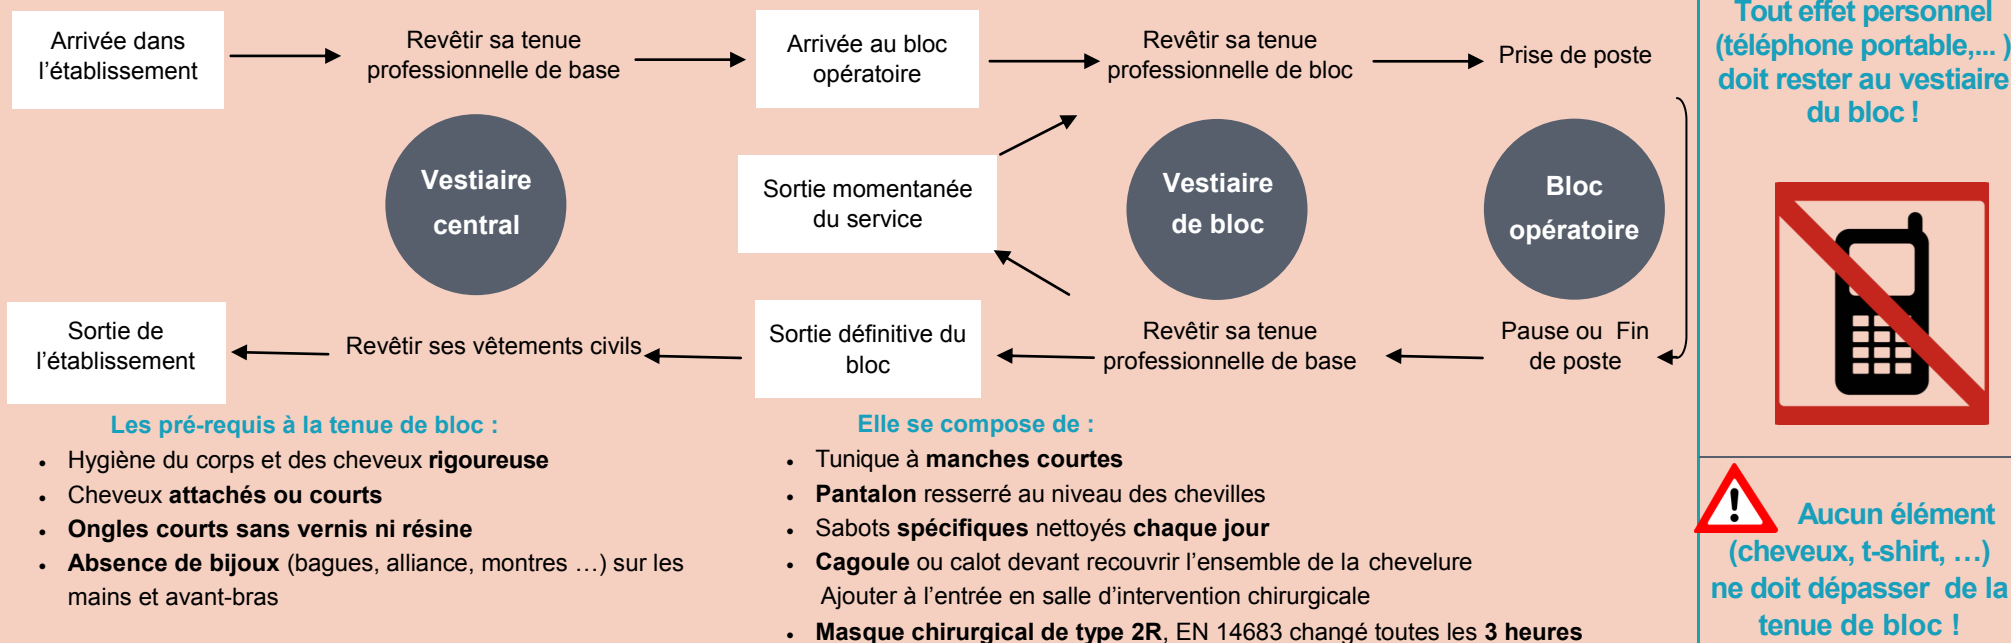 Arrivée dans
l’établissement
Revêtir sa tenue
professionnelle de base
Arrivée au bloc
opératoire
Revêtir sa tenue
professionnelle de bloc
Prise de poste
Vestiaire
central
Sortie momentanée
du service
Vestiaire
de bloc
Bloc
opératoire
Sortie de
l’établissement
Revêtir ses vêtements civils
Sortie définitive du
bloc
Revêtir sa tenue
professionnelle de base
Pause ou Fin
de poste
Les pré-requis à la tenue de bloc :
• Hygiène du corps et des cheveux rigoureuse
• Cheveux attachés ou courts
• Ongles courts sans vernis ni résine
• Absence de bijoux (bagues, alliance, montres …) sur les
mains et avant-bras
Elle se compose de :
• Tunique à manches courtes
• Pantalon resserré au niveau des chevilles
• Sabots spécifiques nettoyés chaque jour
• Cagoule ou calot devant recouvrir l’ensemble de la chevelure
Ajouter à l’entrée en salle d’intervention chirurgicale
• Masque chirurgical de type 2R, EN 14683 changé toutes les 3 heures
Tout effet personnel
(téléphone portable,... )
doit rester au vestiaire
du bloc !
Aucun élément
(cheveux, t-shirt, …)
ne doit dépasser de la
tenue de bloc !